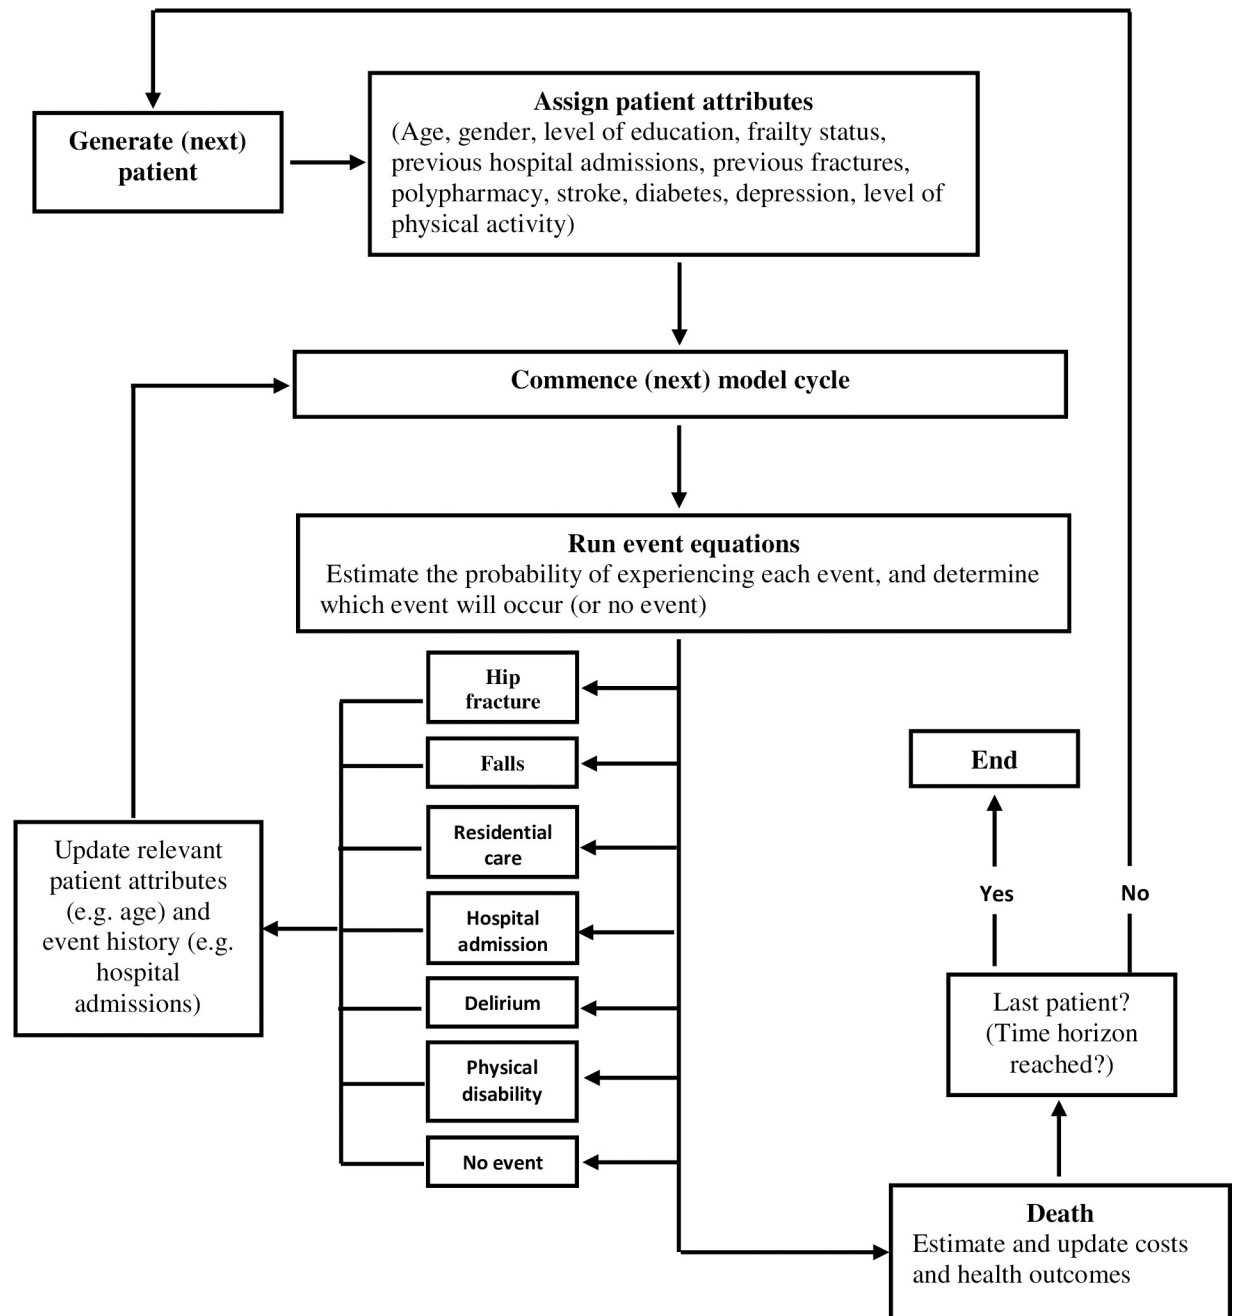 Generate (next)
patient
Assign patient attributes
(Age, gender, level of education, frailty status,
previous hospital admissions, previous fractures,
polypharmacy, stroke, diabetes, depression, level of
physical activity)
Commence (next) model cycle
Run event equations
Estimate the probability of experiencing each event, and determine
which event will occur (or no event)
Hip
fracture
Falls
Residential
care
Hospital
admission
Delirium
Physical
disability
No event
Update relevant
patient attributes
(e.g. age) and
event history (e.g.
hospital
admissions)
End
Yes
No
Last patient?
(Time horizon
reached?)
Death
Estimate and update costs
and health outcomes